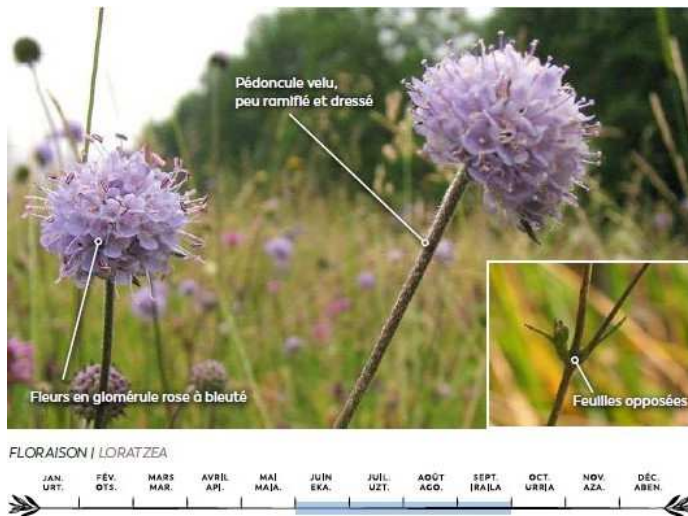 Pédoncule velu,
peu ramifié et dressé
Fleurs en glomérule rose à bleuté
Feuilles opposées
FLORAISON | LORATZEA
JAN. FÉV. MARS AVRIL MAI JUIN JUIL. AOÛT SEPT. OCT. NOV. DÉC.
URT. OTS. MAR. API. MAIA. EKA. UZT. AGO. IRAILA URRIA AZA. ABEN.